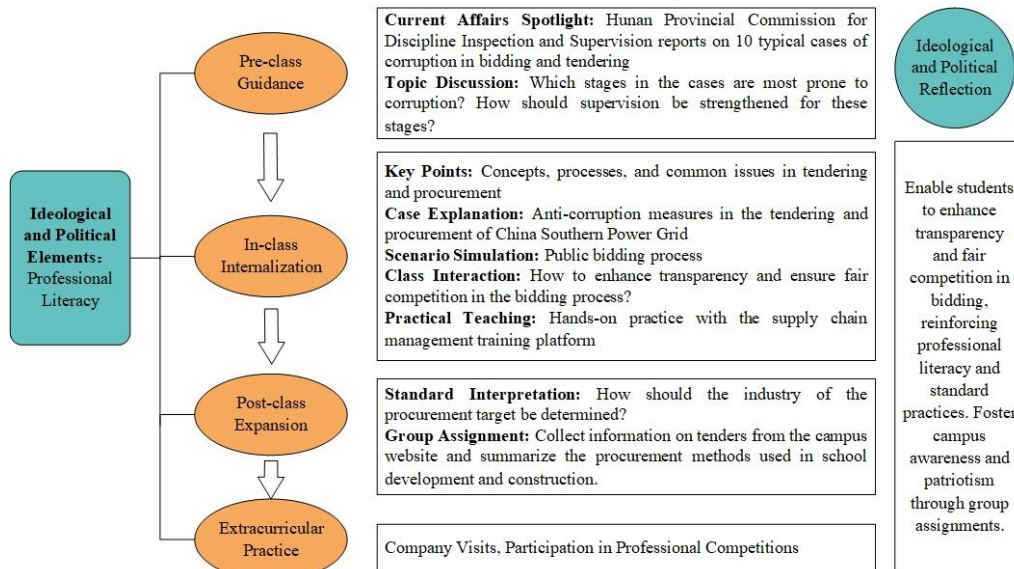 Ideological
and Political
Elements:
Professional
Literacy
Pre-class
Guidance
Current Affairs Spotlight: Hunan Provincial Commission for
Discipline Inspection and Supervision reports on 10 typical cases of
corruption in bidding and tendering
Topic Discussion: Which stages in the cases are most prone to
corruption? How should supervision be strengthened for these
stages?
In-class
Internalization
Key Points: Concepts, processes, and common issues in tendering
and procurement
Case Explanation: Anti-corruption measures in the tendering and
procurement of China Southern Power Grid
Scenario Simulation: Public bidding process
Class Interaction: How to enhance transparency and ensure fair
competition in the bidding process?
Practical Teaching: Hands-on practice with the supply chain
management training platform
Post-class
Expansion
Standard Interpretation: How should the industry of the
procurement target be determined?
Group Assignment: Collect information on tenders from the campus
website and summarize the procurement methods used in school
development and construction.
Extracurricular
Practice
Company Visits, Participation in Professional Competitions
Ideological
and Political
Reflection
Enable students
to enhance
transparency
and fair
competition in
bidding,
reinforcing
professional
literacy and
standard
practices. Foster
campus
awareness and
patriotism
through group
assignments.